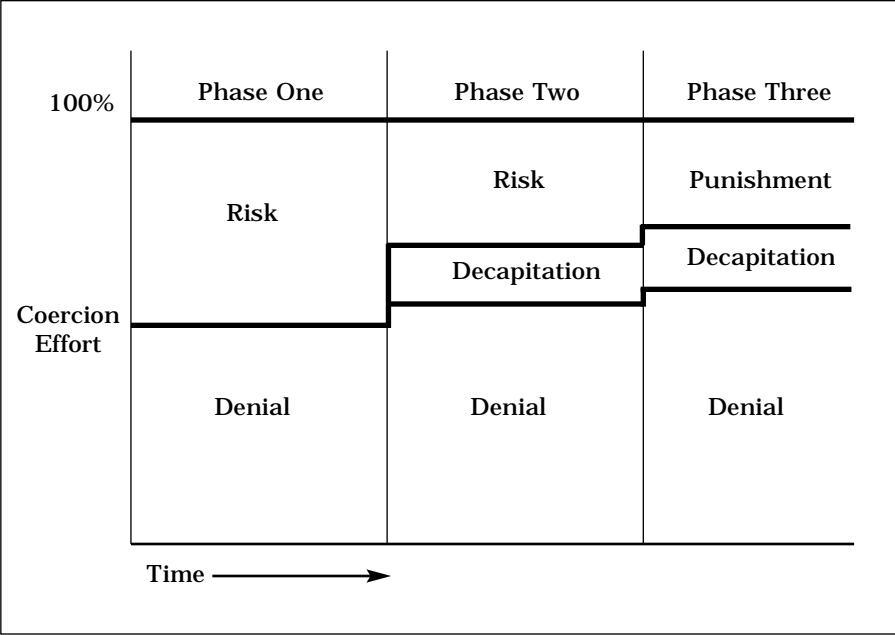 Phase One
Phase Two
Phase Three
100%
Risk
Risk
Punishment
Decapitation
Decapitation
Coercion
Effort
Denial
Denial
Denial
Time